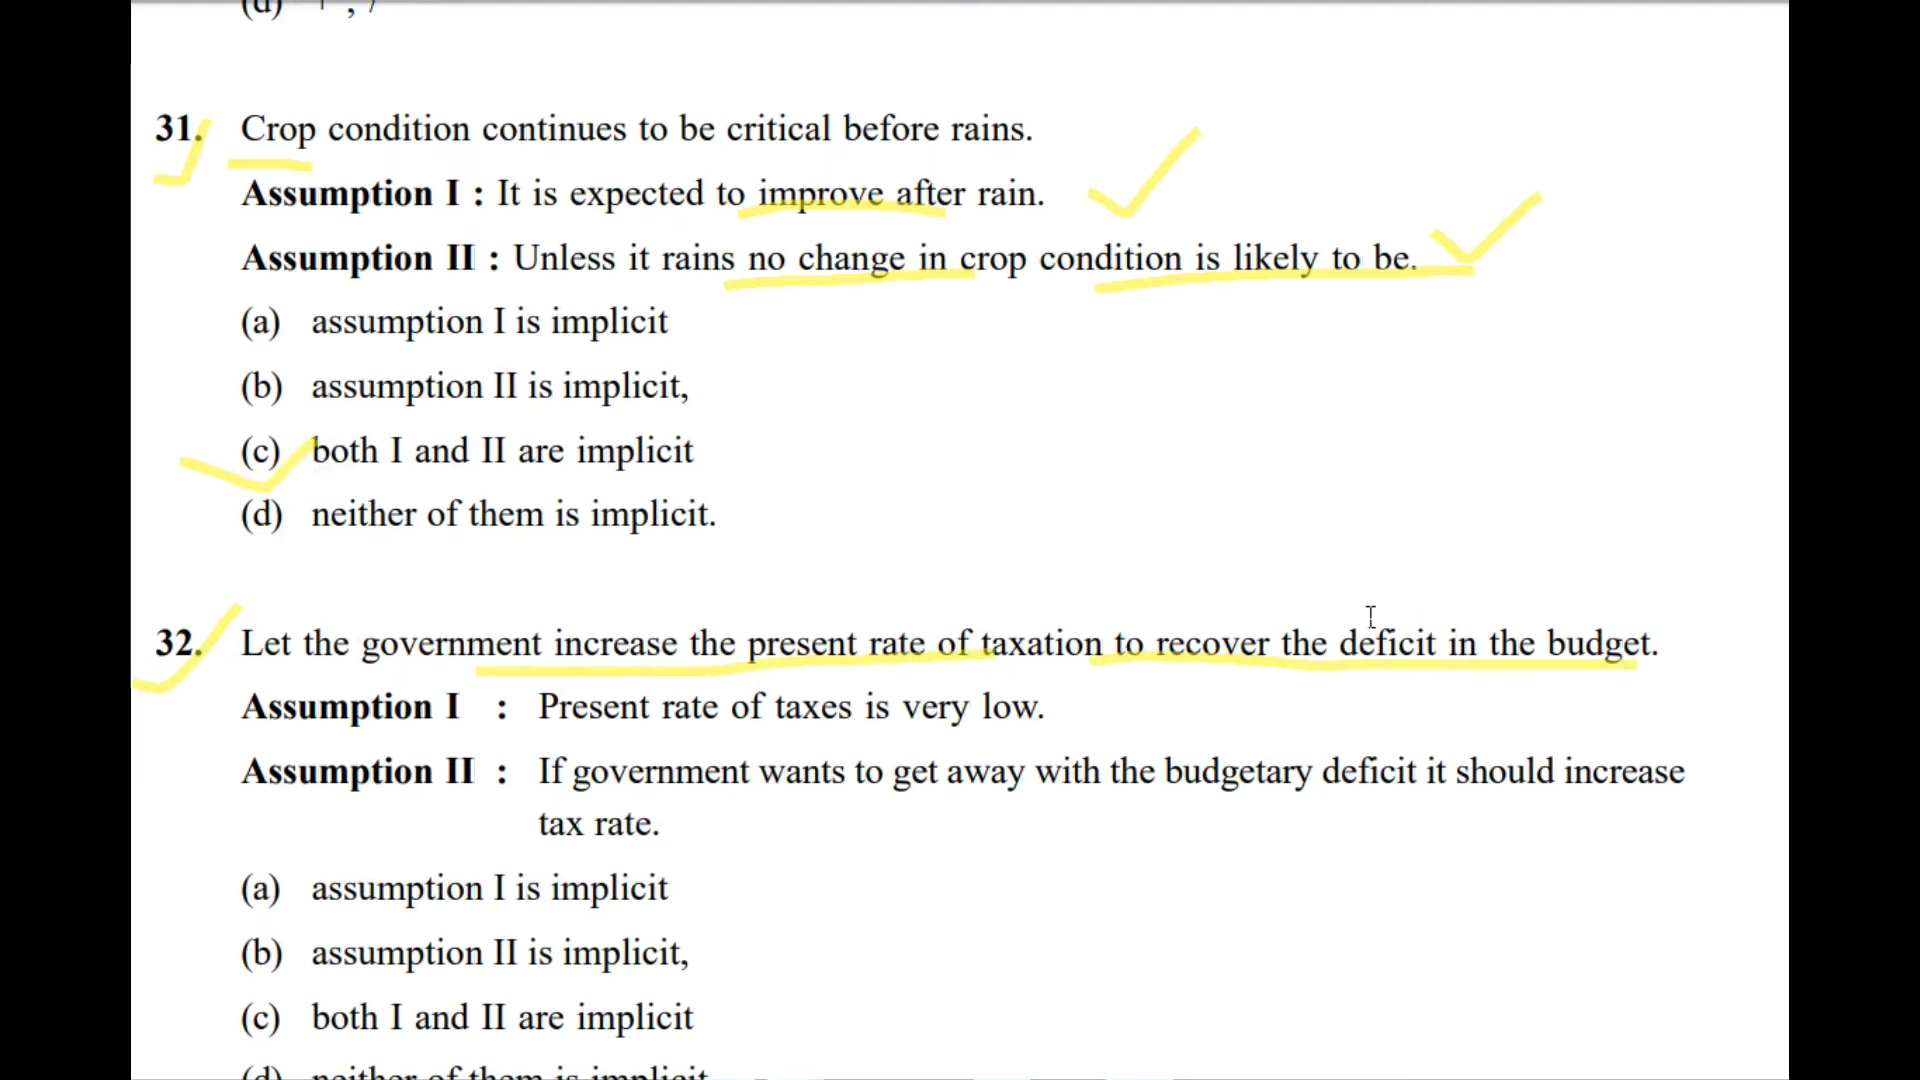 31. Crop condition continues to be critical before rains.
Assumption I : It is expected to improve after rain.
Assumption II : Unless it rains no change in crop condition is likely to be.
(a) assumption I is implicit
(b) assumption II is implicit,
(c) both I and II are implicit
(d) neither of them is implicit.
32. Let the government increase the present rate of taxation to recover the deficit in the budget.
Assumption I : Present rate of taxes is very low.
Assumption II : If government wants to get away with the budgetary deficit it should increase
tax rate.
(a) assumption I is implicit
(b) assumption II is implicit,
(c) both I and II are implicit
(d) neither of them is implicit